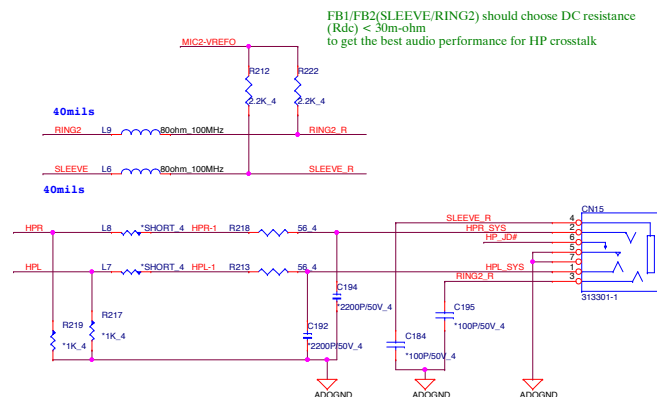 FB1/FB2(SLEEVE/RING2) should choose DC resistance
(Rdc) < 30m-ohm
to get the best audio performance for HP crosstalk
MIC2-VREFO
R212
R222
2.2K_4
2.2K_4
40mils
RING2
L9
80ohm_100MHz
RING2_R
SLEEVE
L6
80ohm_100MHz
SLEEVE_R
40mils
CN15
SLEEVE_R
4
HPR
L8
*SHORT_4
HPR-1
R218
56_4
HPR_SYS
2
HP_JD#
6
5
7
HPL
L7
*SHORT_4
HPL-1
R213
56_4
HPL_SYS
1
RING2_R
3
313301-1
C194
*2200P/50V_4
C195
*100P/50V_4
R217
*1K_4
R219
*1K_4
C192
*2200P/50V_4
C184
*100P/50V_4
ADOGND
ADOGND
ADOGND